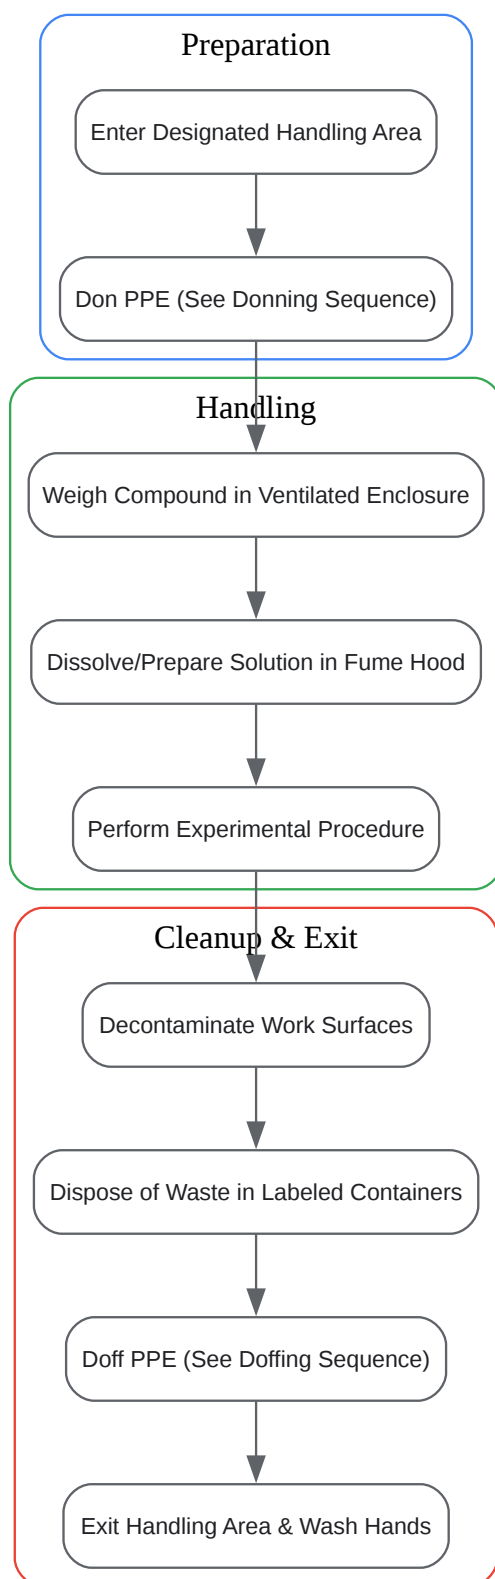 Preparation
Enter Designated Handling Area
Don PPE (See Donning Sequence)
Handling
Weigh Compound in Ventilated Enclosure
Dissolve/Prepare Solution in Fume Hood
Perform Experimental Procedure
Cleanup & Exit
Decontaminate Work Surfaces
Dispose of Waste in Labeled Containers
Doff PPE (See Doffing Sequence)
Exit Handling Area & Wash Hands